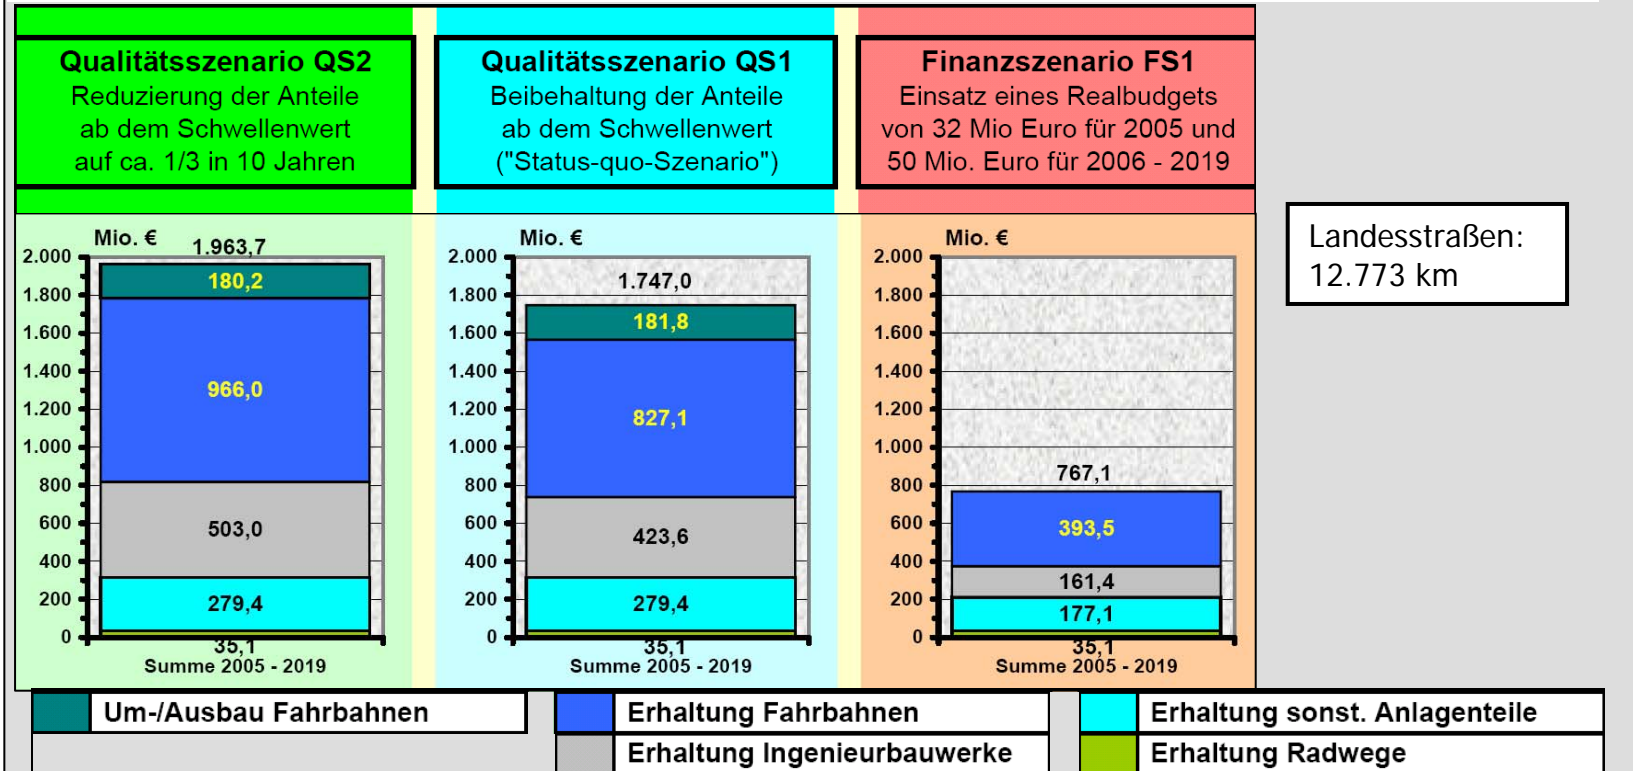 Qualitätsszenario QS2
Reduzierung der Anteile
ab dem Schwellenwert
auf ca. 1/3 in 10 Jahren
Qualitätsszenario QS1
Beibehaltung der Anteile
ab dem Schwellenwert
("Status-quo-Szenario")
Finanzszenario FS1
Einsatz eines Realbudgets
von 32 Mio Euro für 2005 und
50 Mio. Euro für 2006 - 2019
Landesstraßen:
12.773 km
Mio. €
1.963,7
2.000
1.800
1.600
1.400
1.200
1.000
800
600
400
200
0
180,2
966,0
503,0
279,4
35,1
Summe 2005 - 2019
Mio. €
2.000
1.800
1.600
1.400
1.200
1.000
800
600
400
200
0
1.747,0
181,8
827,1
423,6
279,4
35,1
Summe 2005 - 2019
Mio. €
2.000
1.800
1.600
1.400
1.200
1.000
800
600
400
200
0
767,1
393,5
161,4
177,1
35,1
Summe 2005 - 2019
Um-/Ausbau Fahrbahnen
Erhaltung Fahrbahnen
Erhaltung sonst. Anlagenteile
Erhaltung Ingenieurbauwerke
Erhaltung Radwege